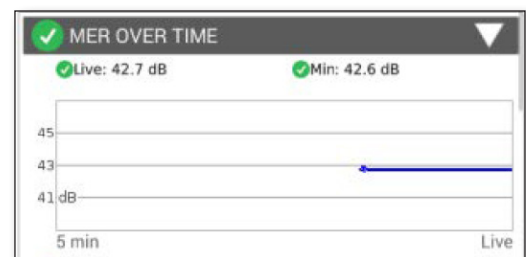 MER OVER TIME
Live: 42.7 dB Min: 42.6 dB
45
43
41 dB
5 min Live